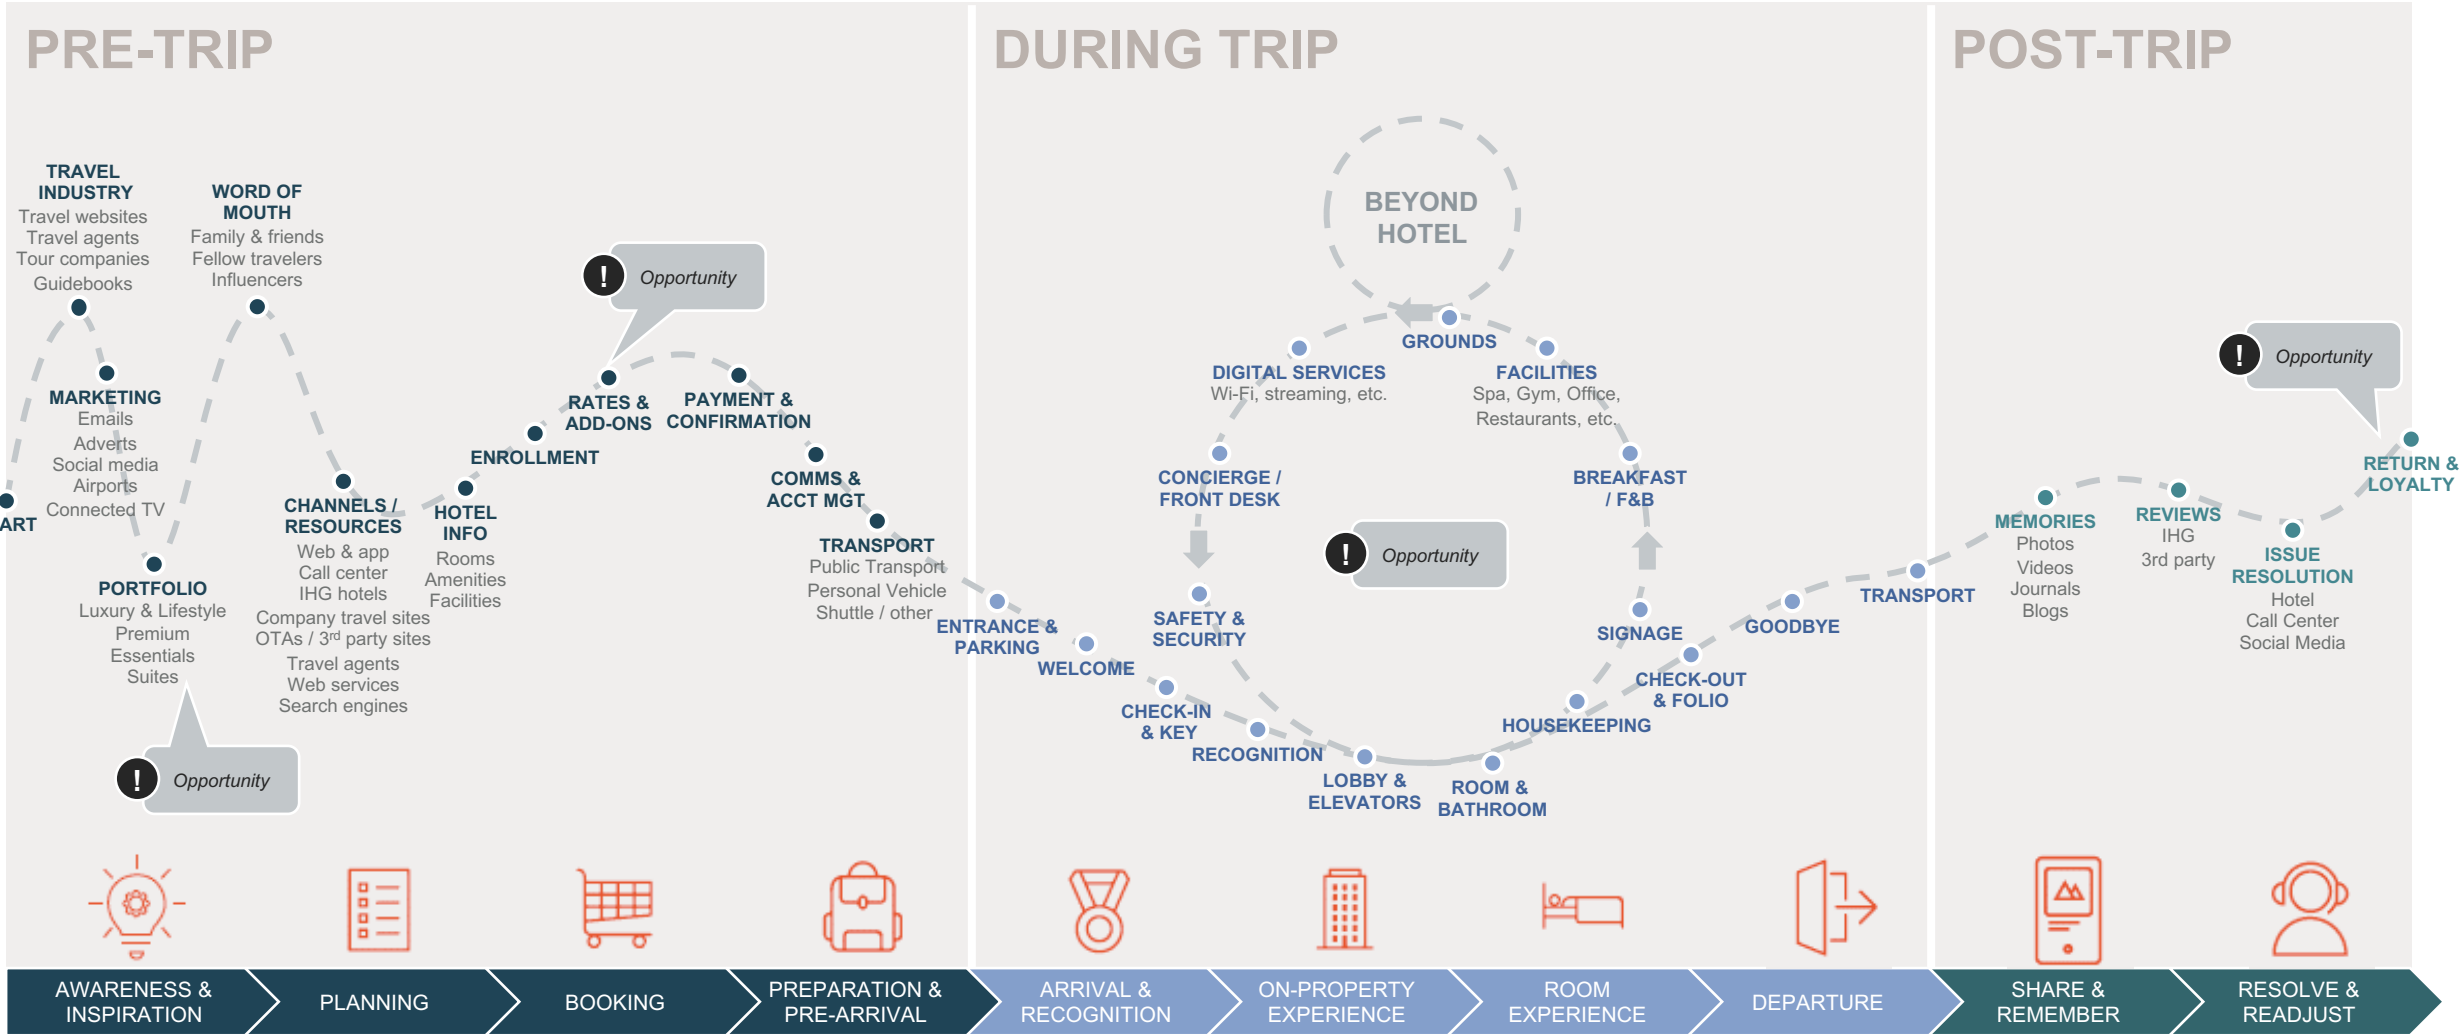 PRE-TRIP
DURING TRIP
POST-TRIP
TRAVEL
INDUSTRY
Travel websites
Travel agents
Tour companies
Guidebooks
WORD OF
MOUTH
Family & friends
Fellow travelers
Influencers
! Opportunity
MARKETING
Emails
Adverts
Social media
Airports
Connected TV
ART
PORTFOLIO
Luxury & Lifestyle
Premium
Essentials
Suites
! Opportunity
CHANNELS /
RESOURCES
Web & app
Call center
IHG hotels
Company travel sites
OTAs / 3rd party sites
Travel agents
Web services
Search engines
HOTEL
INFO
Rooms
Amenities
Facilities
ENROLLMENT
RATES &
ADD-ONS
PAYMENT &
CONFIRMATION
COMMS &
ACCT MGT
TRANSPORT
Public Transport
Personal Vehicle
Shuttle / other
BEYOND
HOTEL
GROUNDS
DIGITAL SERVICES
Wi-Fi, streaming, etc.
FACILITIES
Spa, Gym, Office,
Restaurants, etc.
CONCIERGE /
FRONT DESK
BREAKFAST
/ F&B
! Opportunity
SAFETY &
SECURITY
SIGNAGE
ENTRANCE &
PARKING
WELCOME
CHECK-IN
& KEY
RECOGNITION
LOBBY &
ELEVATORS
ROOM &
BATHROOM
HOUSEKEEPING
CHECK-OUT
& FOLIO
GOODBYE
TRANSPORT
! Opportunity
MEMORIES
Photos
Videos
Journals
Blogs
REVIEWS
IHG
3rd party
ISSUE
RESOLUTION
Hotel
Call Center
Social Media
RETURN &
LOYALTY
AWARENESS &
INSPIRATION
PLANNING
BOOKING
PREPARATION &
PRE-ARRIVAL
ARRIVAL &
RECOGNITION
ON-PROPERTY
EXPERIENCE
ROOM
EXPERIENCE
DEPARTURE
SHARE &
REMEMBER
RESOLVE &
READJUST